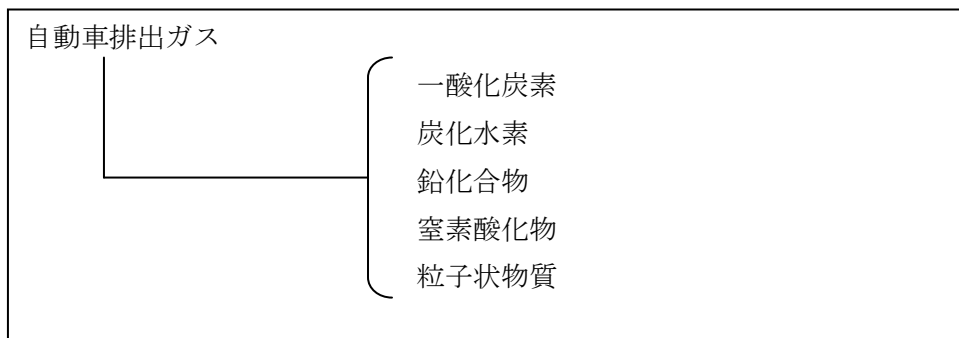 自動車排出ガス
一酸化炭素
炭化水素
鉛化合物
窒素酸化物
粒子状物質